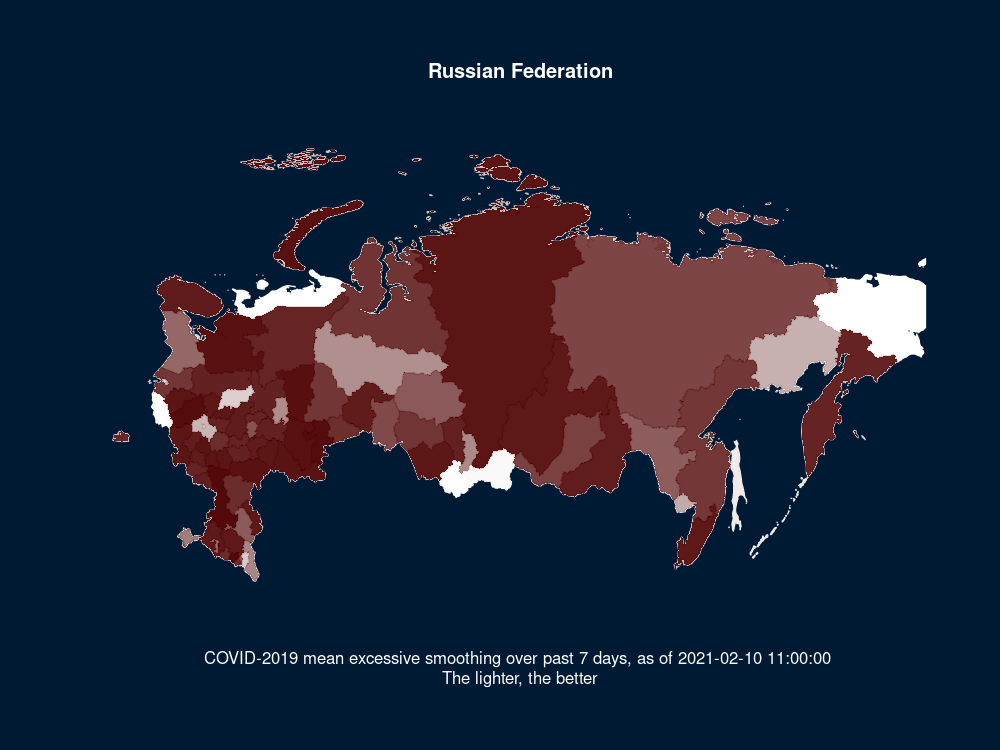 Russian Federation
COVID-2019 mean excessive smoothing over past 7 days, as of 2021-02-10 11:00:00
The lighter, the better